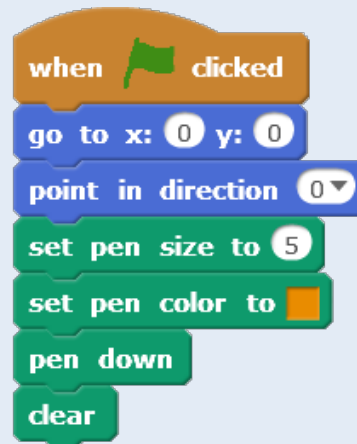 when clicked
go to x: 0 y: 0
point in direction 0
set pen size to 5
set pen color to
pen down
clear